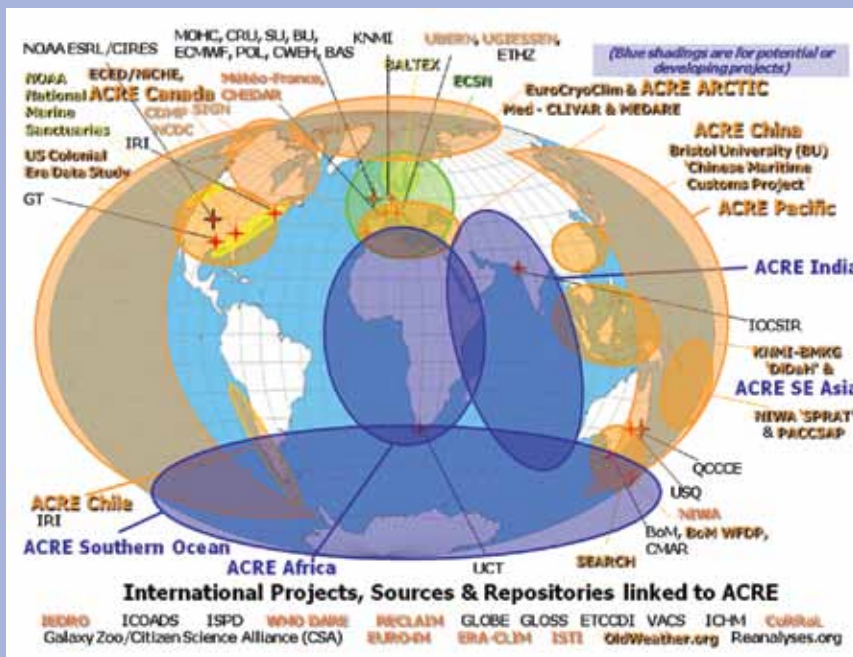 MOHC, CRU, SU, BU,
ECMWF, POL, CWEH, BAS
KNMI
UBERN, UGIESSEN,
ETHZ
(Blue shadings are for potential or
developing projects)
NOAA ESRL/CIRES
BALTEX
NOAA
National
Marine
Sanctuaries
ECED/NICHE,
ACRE Canada
CDMP SIGN
NCDC
Météo-France,
CHEDAR
ECSN
EuroCryoClim & ACRE ARCTIC
Med - CLIVAR & MEDARE
IRI
US Colonial
Era Data Study
ACRE China
Bristol University (BU)
'Chinese Maritime
Customs Project'
GT
ACRE Pacific
ACRE India
IOCSIR
KNMI-BMKG
'DiDaH' &
ACRE SE Asia
NIWA 'SPRAT'
& PACCSAP
QCCCE
USQ
NIWA
ACRE Chile
IRI
BoM, BoM WFDP,
CMAR
ACRE Southern Ocean
ACRE Africa
UCT
SEARCH
International Projects, Sources & Repositories linked to ACRE
IEDRO ICOADS ISPD WMO DARE RECLAIM GLOBE GLOSS ETCCDI VACS ICHM CoRRaL
Galaxy Zoo/Citizen Science Alliance (CSA) EURO4M ERA-CLIM ISTI OldWeather.org Reanalyses.org